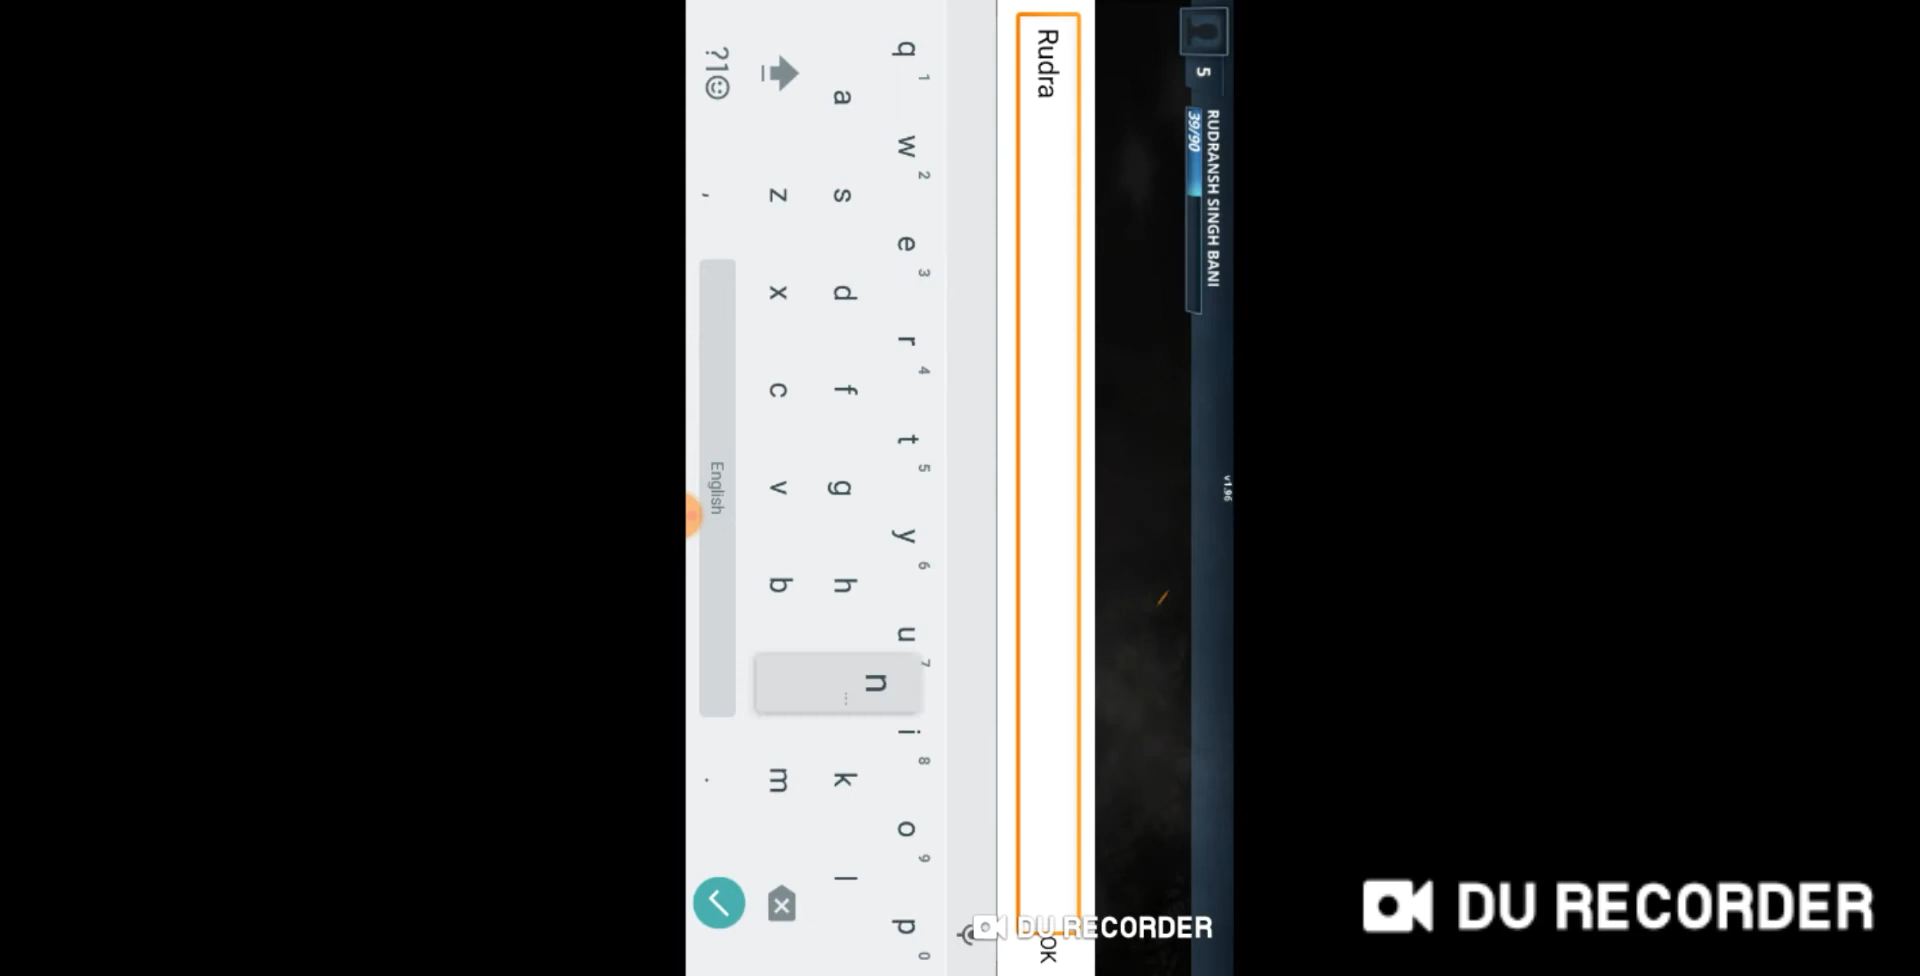 5
RUDRANSH SINGH BANI
39/90
v1.96
Rudra
OK
q 1 w 2 e 3 r 4 t 5 y 6 u 7 i 8 o 9 p 0
a s d f g h k l
z x c v b n m
?1☺ , English .
DU RECORDER
DU RECORDER